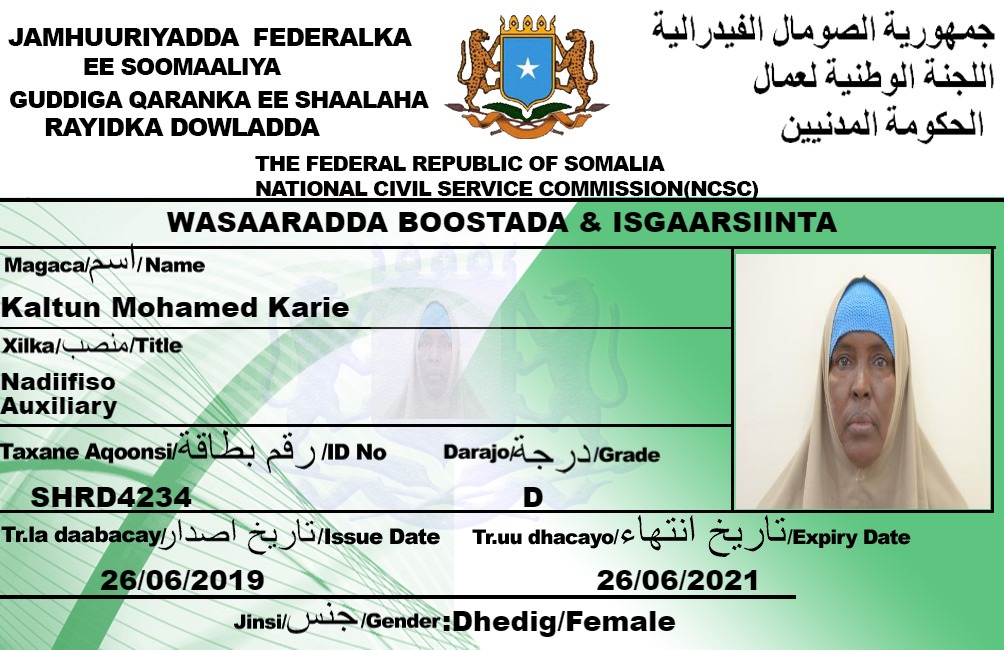 JAMHUURIYADDA FEDERALKA
EE SOOMAALIYA
GUDDIGA QARANKA EE SHAALAHA
RAYIDKA DOWLADDA
جمهورية الصومال الفيدرالية
اللجنة الوطنية لعمال
الحكومة المدنيين
THE FEDERAL REPUBLIC OF SOMALIA
NATIONAL CIVIL SERVICE COMMISSION(NCSC)
WASAARADDA BOOSTADA & ISGAARSIINTA
Magaca/اسم/Name
Kaltun Mohamed Karie
Xilka/منصب/Title
Nadiifiso
Auxiliary
Taxane Aqoonsi/رقم بطاقة/ID No
Darajo/درجة/Grade
SHRD4234
D
Tr.la daabacay/تاريخ اصدار/Issue Date
Tr.uu dhacayo/تاريخ انتهاء/Expiry Date
26/06/2019
26/06/2021
Jinsi/جنس/Gender:Dhedig/Female